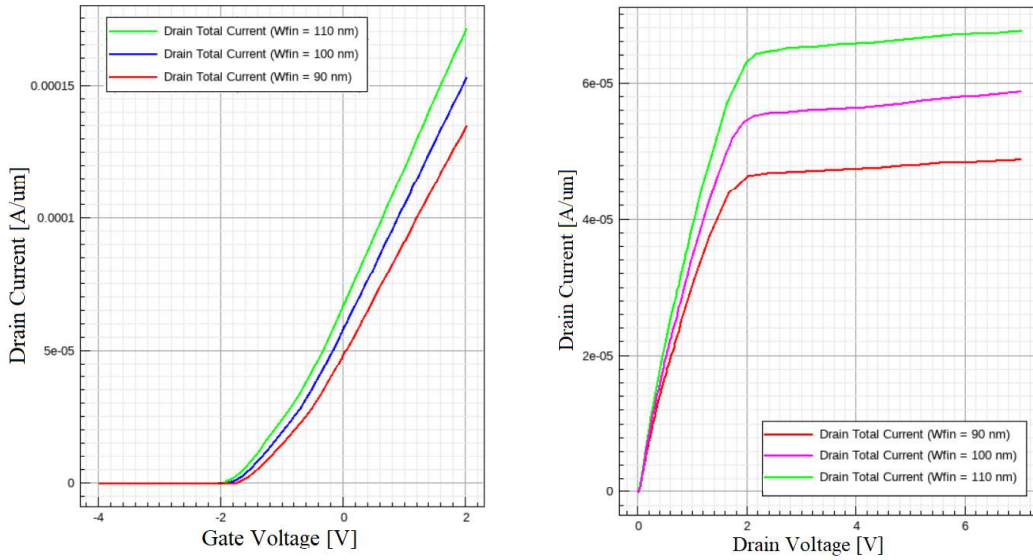 Drain Total Current (Wfin = 110 nm)
Drain Total Current (Wfin = 100 nm)
Drain Total Current (Wfin = 90 nm)
0.00015
0.0001
5e-05
0
-4
-2
0
2
Drain Current [A/um]
Gate Voltage [V]
6e-05
4e-05
2e-05
0
0
2
4
6
Drain Current [A/um]
Drain Voltage [V]
Drain Total Current (Wfin = 90 nm)
Drain Total Current (Wfin = 100 nm)
Drain Total Current (Wfin = 110 nm)